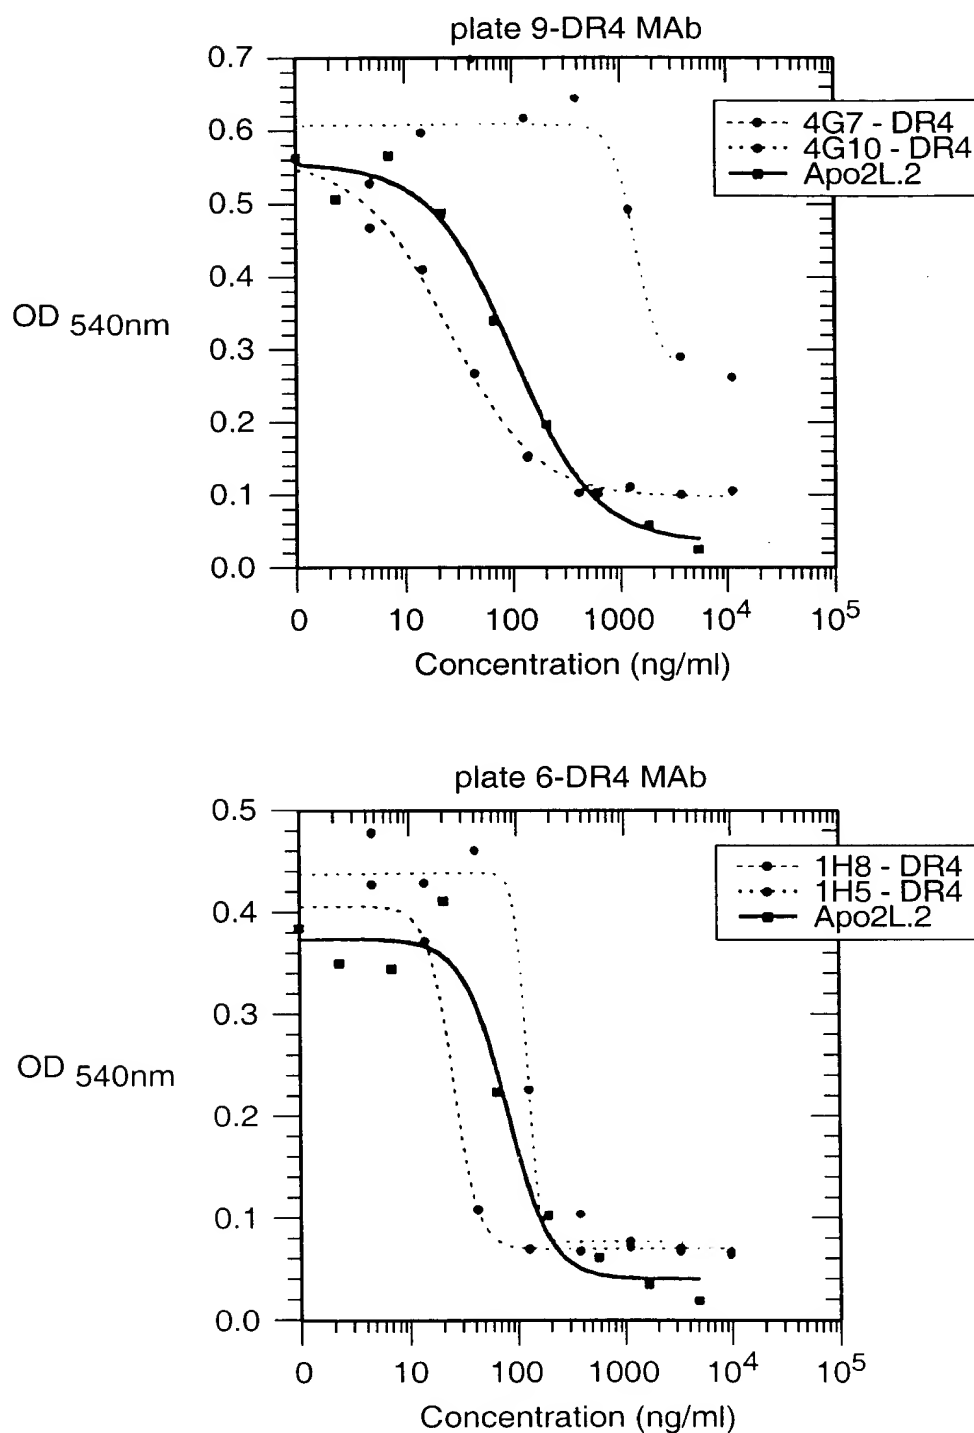 plate 9-DR4 MAb
0.7
0.6
0.5
0.4
0.3
0.2
0.1
0.0
OD 540nm
4G7 - DR4
4G10 - DR4
Apo2L.2
0 10 100 1000 10⁴ 10⁵
Concentration (ng/ml)
plate 6-DR4 MAb
0.5
0.4
0.3
0.2
0.1
0.0
OD 540nm
1H8 - DR4
1H5 - DR4
Apo2L.2
0 10 100 1000 10⁴ 10⁵
Concentration (ng/ml)